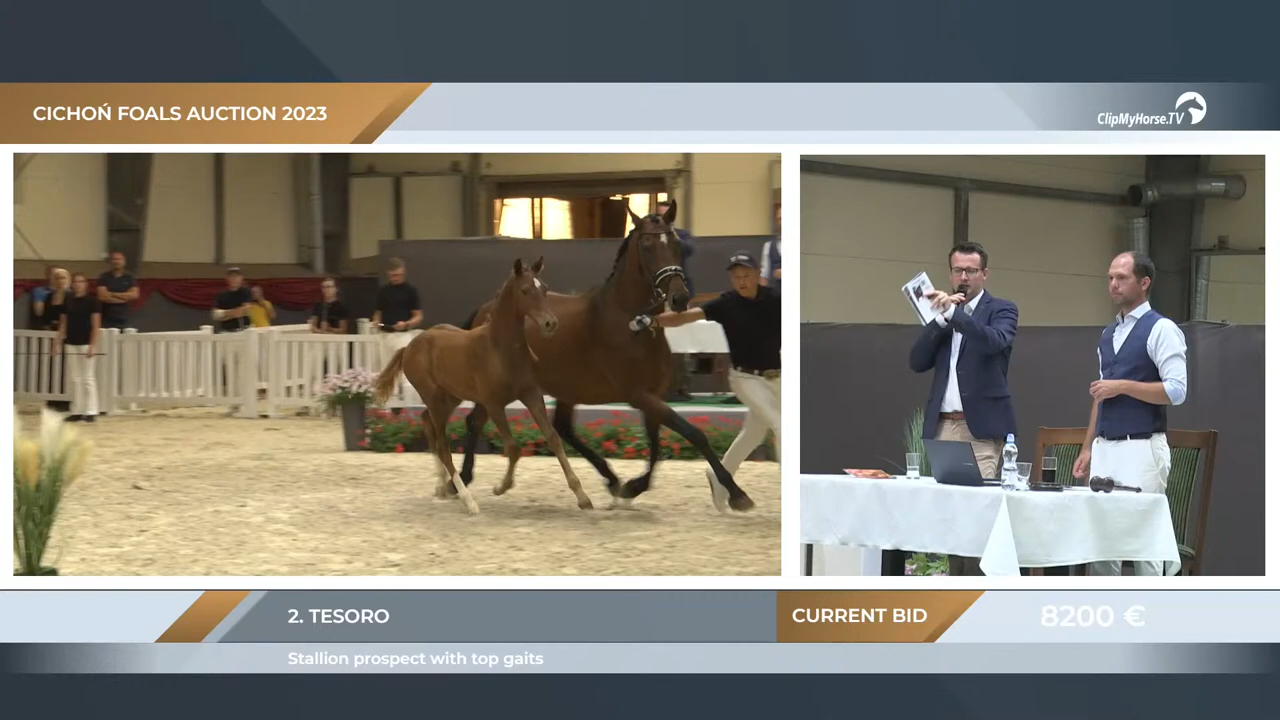 CICHOŃ FOALS AUCTION 2023
ClipMyHorse.TV
2. TESORO
CURRENT BID
8200 €
Stallion prospect with top gaits